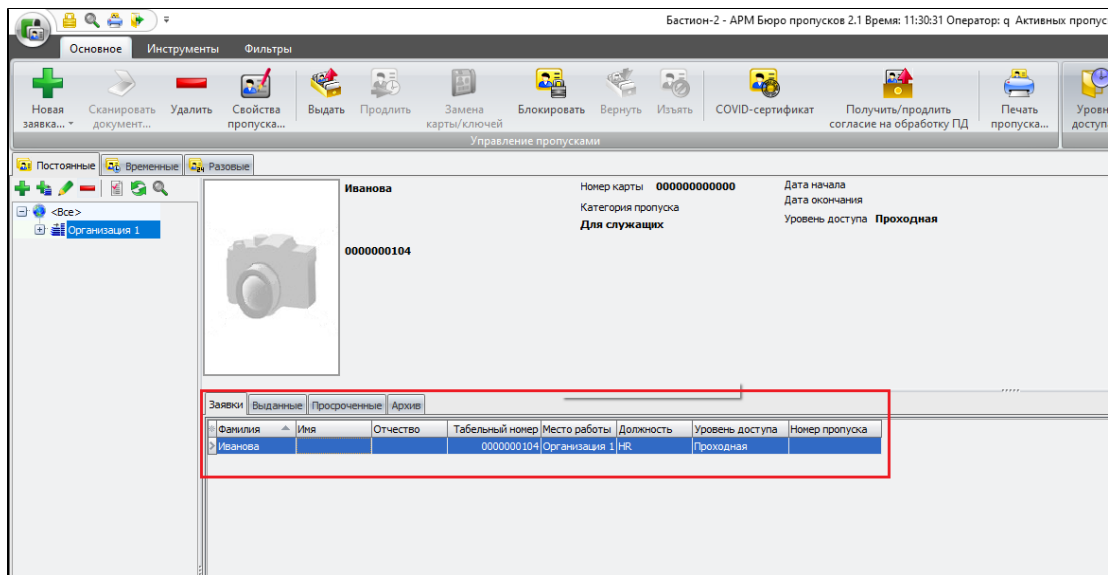 Бастион-2 - АРМ Бюро пропусков 2.1 Время: 11:30:31 Оператор: q Активных пропус
Основное Инструменты Фильтры
Новая заявка...
Сканировать документ...
Удалить
Свойства пропуска...
Выдать
Продлить
Замена карты/ключей
Блокировать
Вернуть
Изъять
COVID-сертификат
Получить/продлить согласие на обработку ПД
Печать пропуска...
Уровн
доступ
Управление пропусками
Постоянные Временные Разовые
<Все>
Организация 1
Иванова
0000000104
Номер карты 000000000000
Категория пропуска
Для служащих
Дата начала
Дата окончания
Уровень доступа Проходная
Заявки Выданные Просроченные Архив
Фамилия Имя Отчество Табельный номер Место работы Должность Уровень доступа Номер пропуска
Иванова 0000000104 Организация 1 HR Проходная